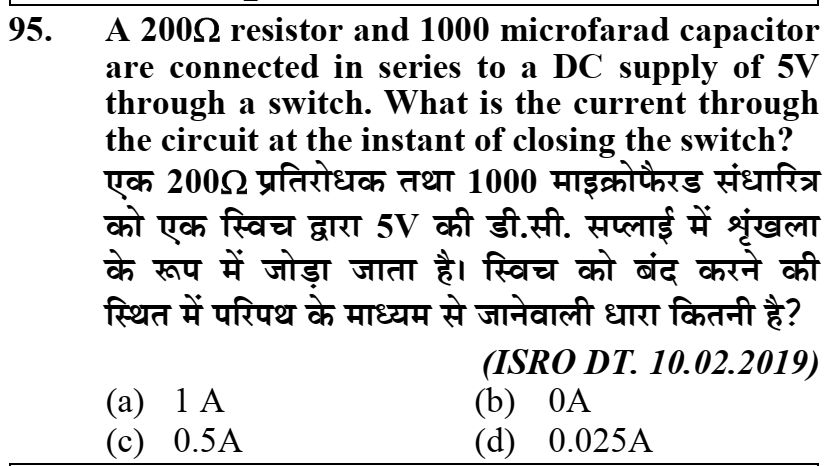 95. A 200Ω resistor and 1000 microfarad capacitor
are connected in series to a DC supply of 5V
through a switch. What is the current through
the circuit at the instant of closing the switch?
एक 200Ω प्रतिरोधक तथा 1000 माइक्रोफैरड संधारित्र
को एक स्विच द्वारा 5V की डी.सी. सप्लाई में शृंखला
के रूप में जोड़ा जाता है। स्विच को बंद करने की
स्थित में परिपथ के माध्यम से जानेवाली धारा कितनी है?
(ISRO DT. 10.02.2019)
(a) 1 A (b) 0A
(c) 0.5A (d) 0.025A